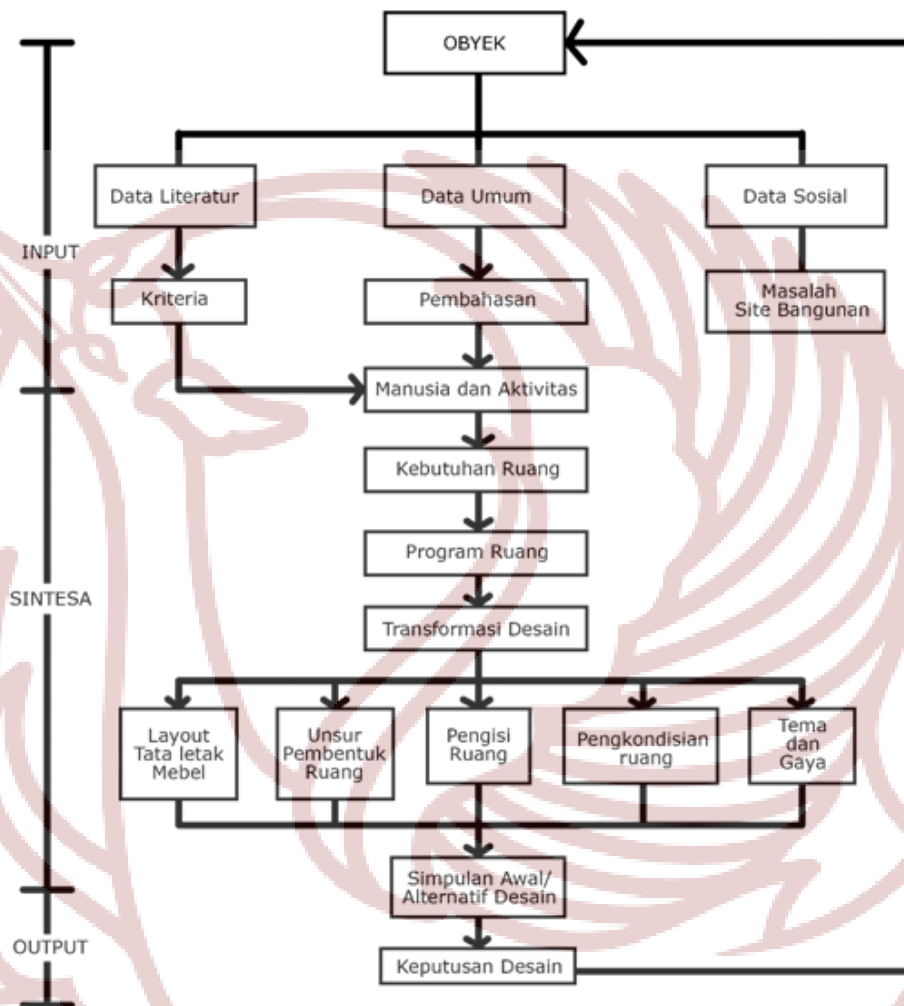 OBYEK
Data Literatur
Data Umum
Data Sosial
INPUT
Kriteria
Pembahasan
Masalah
Site Bangunan
Manusia dan Aktivitas
Kebutuhan Ruang
Program Ruang
SINTESA
Transformasi Desain
Layout
Tata letak
Mebel
Unsur
Pembentuk
Ruang
Pengisi
Ruang
Pengkondisian
ruang
Tema
dan
Gaya
Simpulan Awal/
Alternatif Desain
OUTPUT
Keputusan Desain